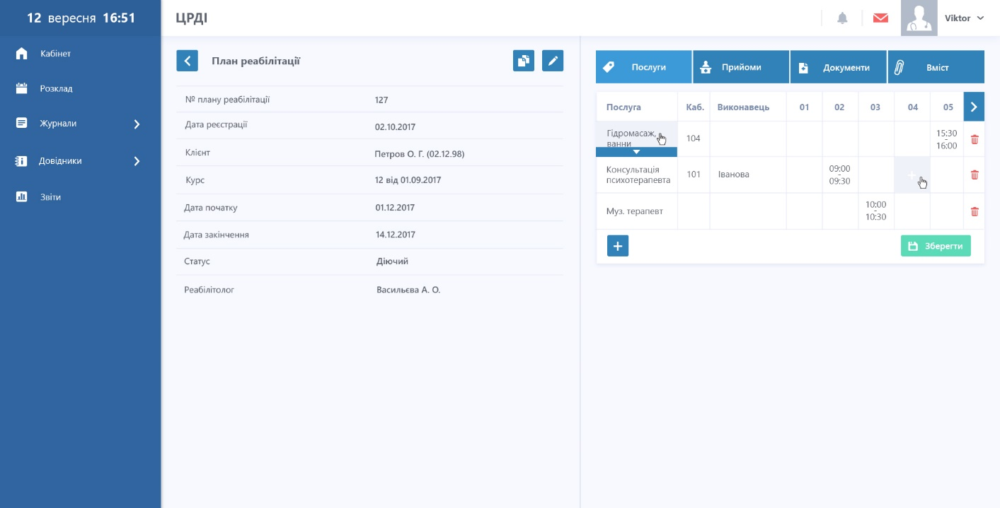 12 вересня 16:51
ЦРДІ
Viktor
Кабінет
Розклад
Журнали
Довідники
Звіти
План реабілітації
№ плану реабілітації 127
Дата реєстрації 02.10.2017
Клієнт Петров О. Г. (02.12.98)
Курс 12 від 01.09.2017
Дата початку 01.12.2017
Дата закінчення 14.12.2017
Статус Діючий
Реабілітолог Васильєва А. О.
Послуги Прийоми Документи Вміст
Послуга Каб. Виконавець 01 02 03 04 05
Гідромасаж,
ванни
104
15:30
-
16:00
Консультація
психотерапевта
101
Іванова
09:00
-
09:30
Муз. терапевт
10:00
-
10:30
Зберегти